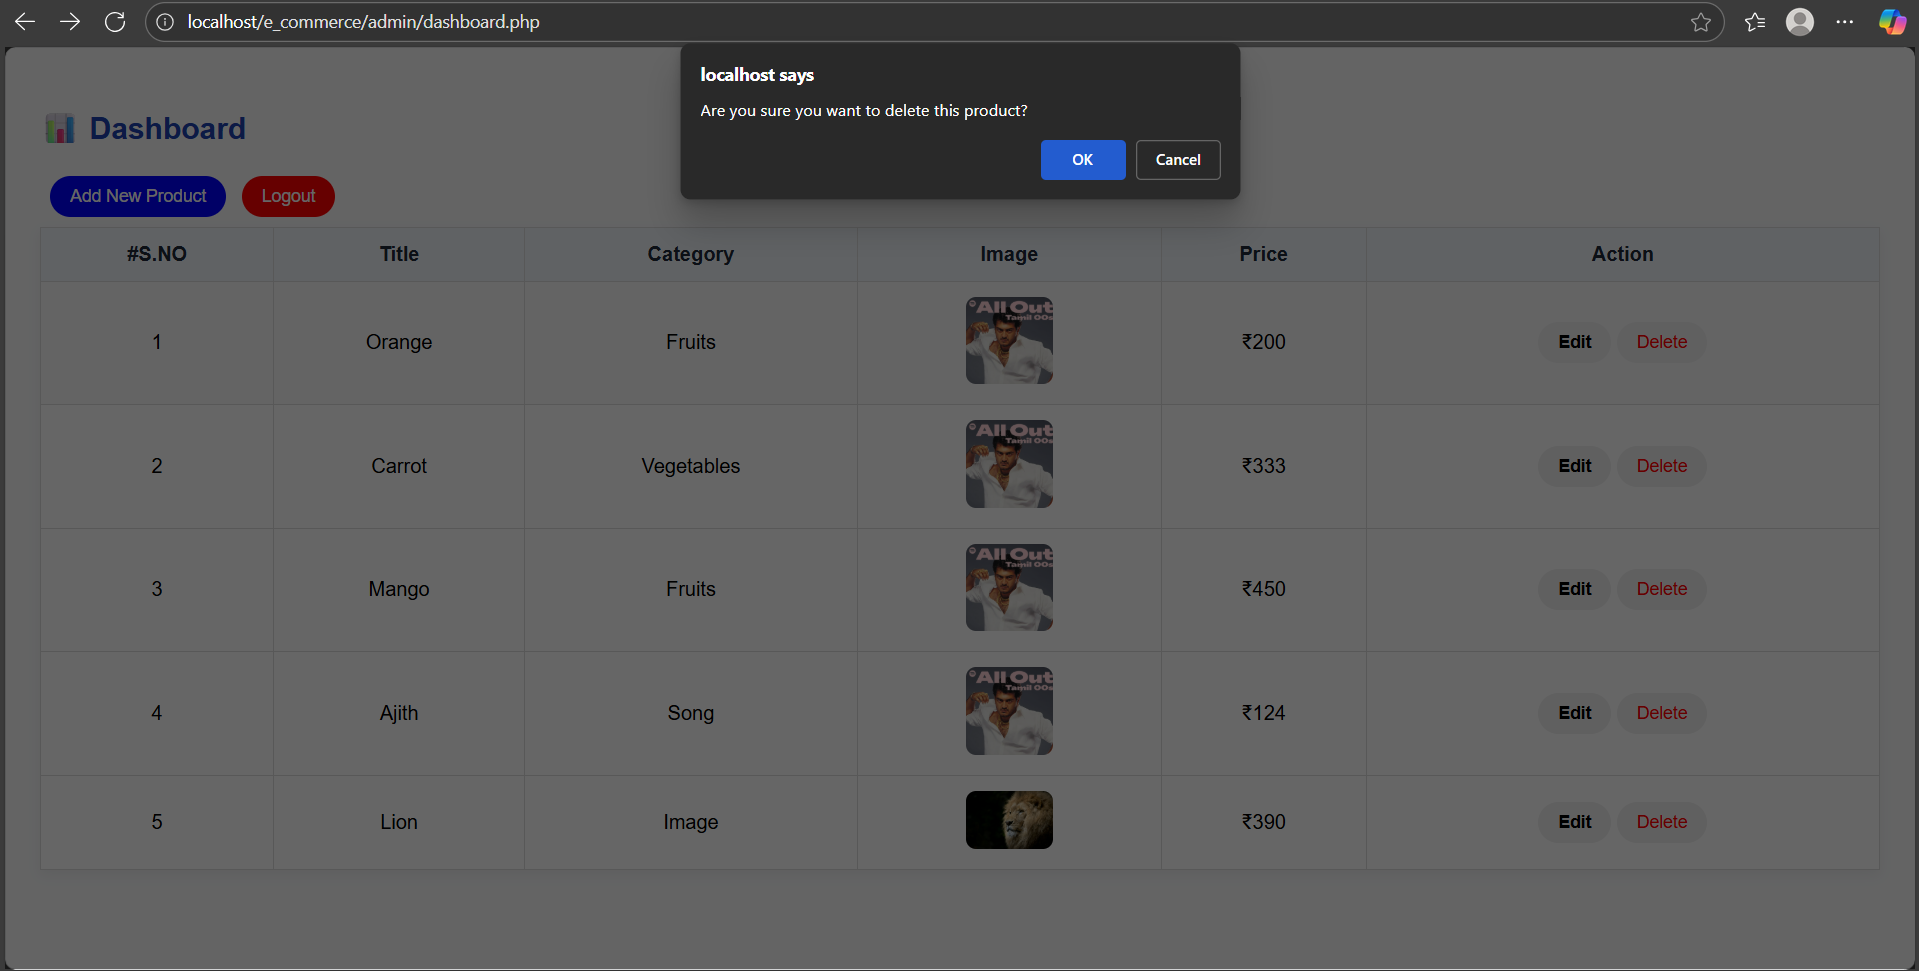 localhost/e_commerce/admin/dashboard.php
localhost says
Are you sure you want to delete this product?
OK Cancel
Dashboard
Add New Product Logout
#S.NO Title Category Image Price Action
All Out
Tamil 00s
1 Orange Fruits ₹200 Edit Delete
All Out
Tamil 00s
2 Carrot Vegetables ₹333 Edit Delete
All Out
Tamil 00s
3 Mango Fruits ₹450 Edit Delete
All Out
Tamil 00s
4 Ajith Song ₹124 Edit Delete
5 Lion Image ₹390 Edit Delete